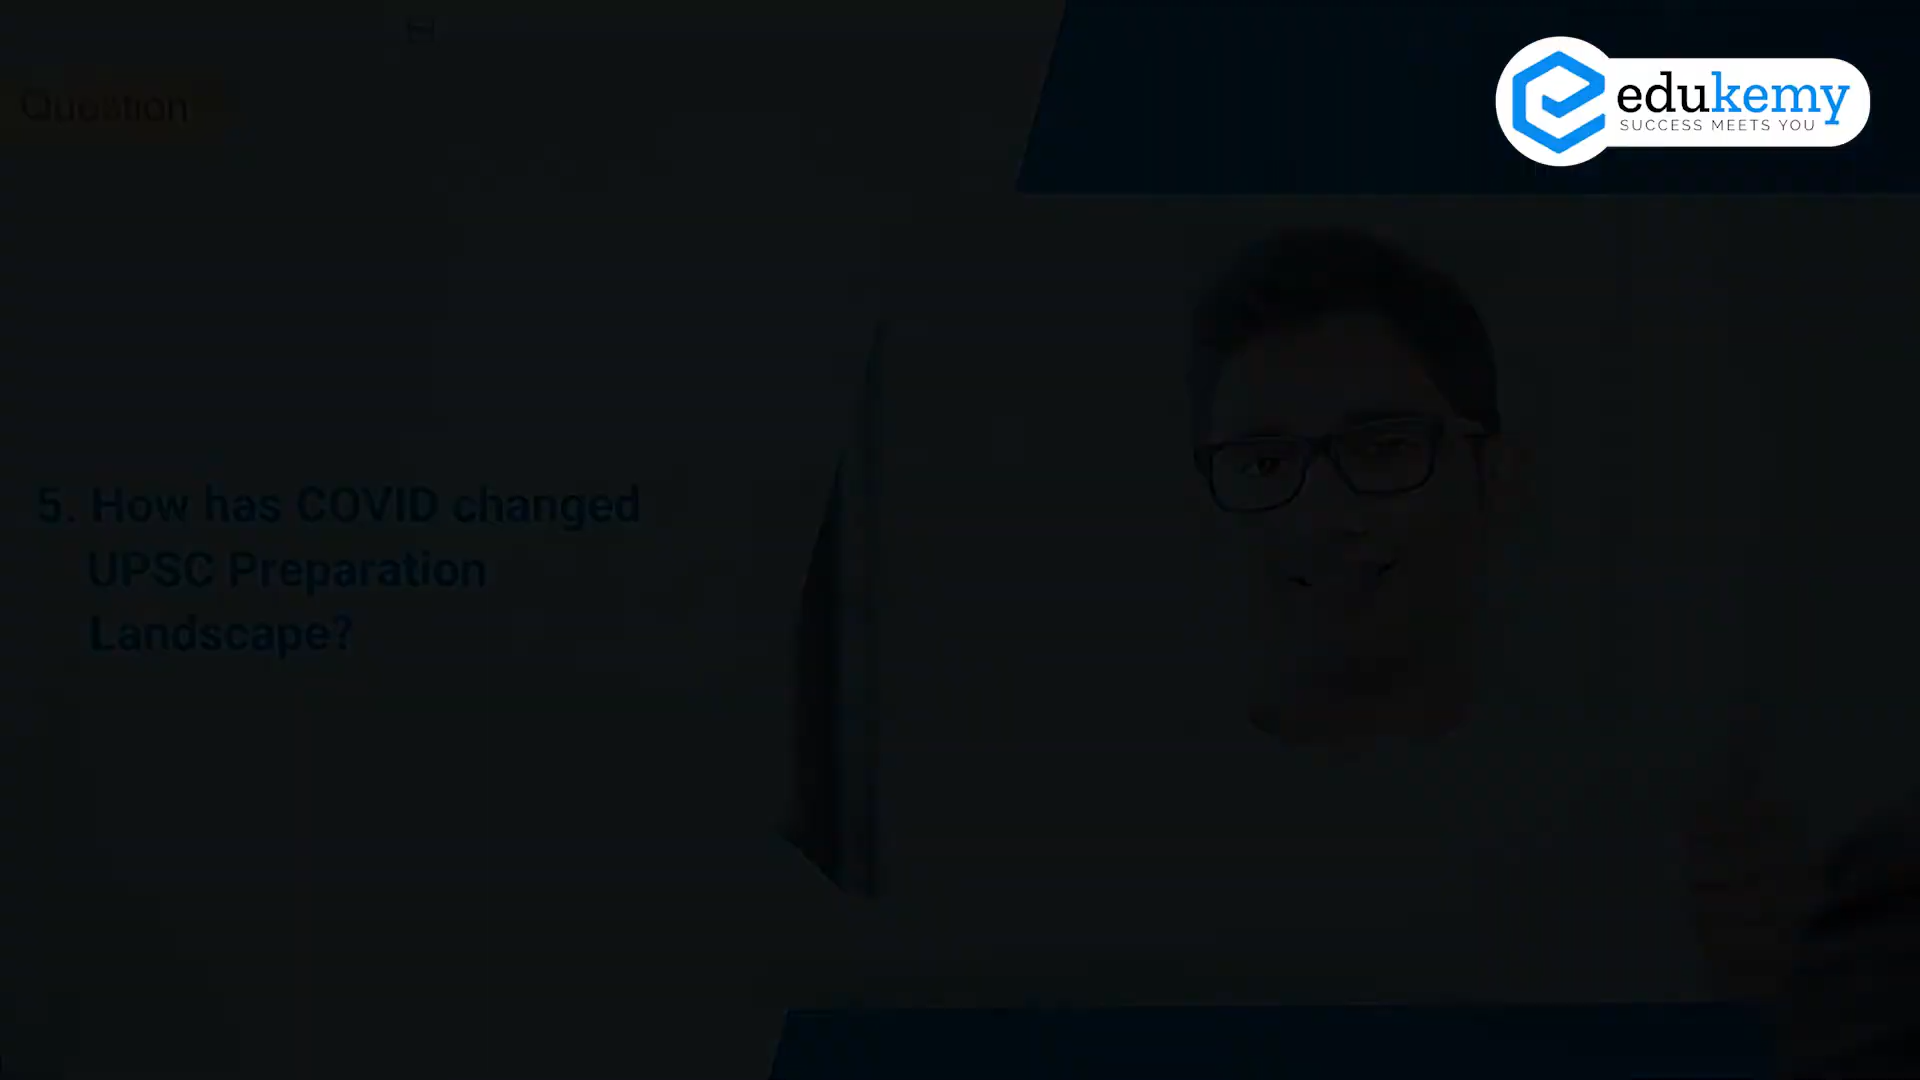 Question
edukemy
SUCCESS MEETS YOU
5. How has COVID changed
UPSC Preparation
Landscape?